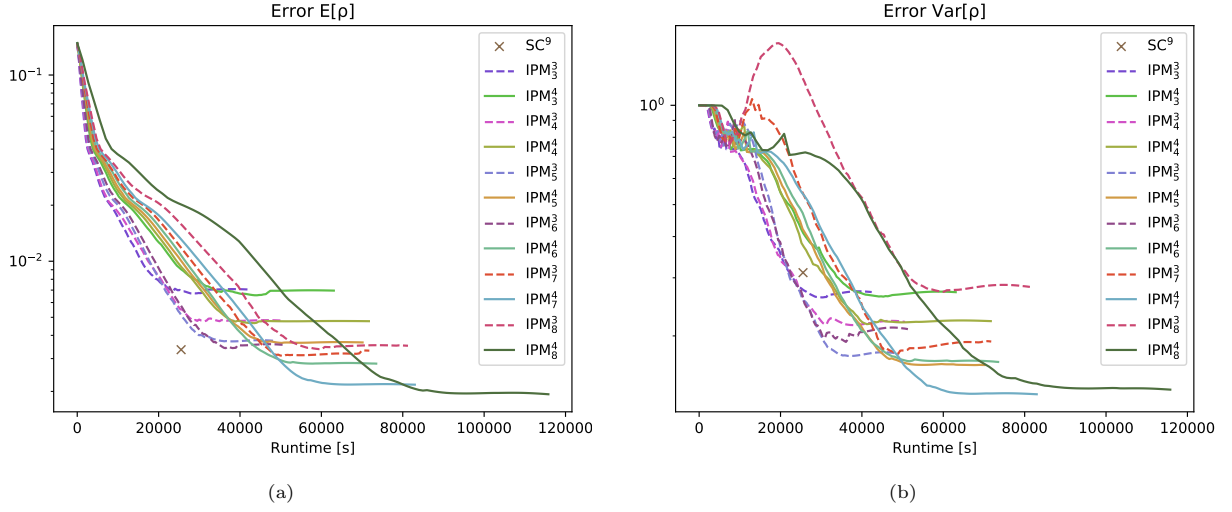 Error E[ρ]
10⁻¹
10⁻²
SC⁹
IPM³₃
IPM⁴₃
IPM³₄
IPM⁴₄
IPM³₅
IPM⁴₅
IPM³₆
IPM⁴₆
IPM³₇
IPM⁴₇
IPM³₈
IPM⁴₈
0 20000 40000 60000 80000 100000 120000
Runtime [s]
(a)
Error Var[ρ]
10⁰
SC⁹
IPM³₃
IPM⁴₃
IPM³₄
IPM⁴₄
IPM³₅
IPM⁴₅
IPM³₆
IPM⁴₆
IPM³₇
IPM⁴₇
IPM³₈
IPM⁴₈
0 20000 40000 60000 80000 100000 120000
Runtime [s]
(b)